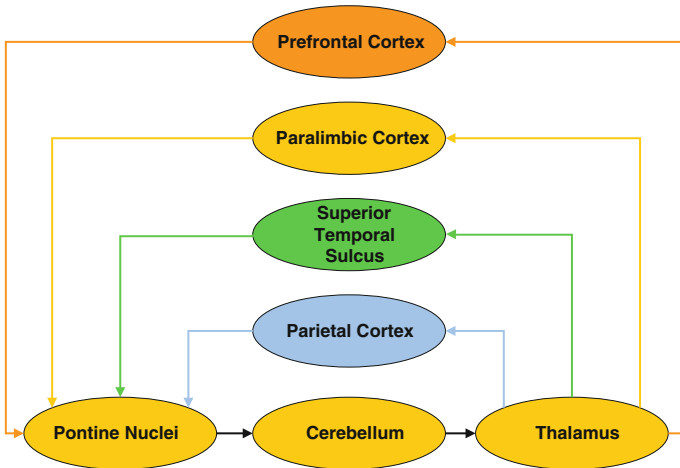 Prefrontal Cortex
Paralimbic Cortex
Superior
Temporal
Sulcus
Parietal Cortex
Pontine Nuclei
Cerebellum
Thalamus